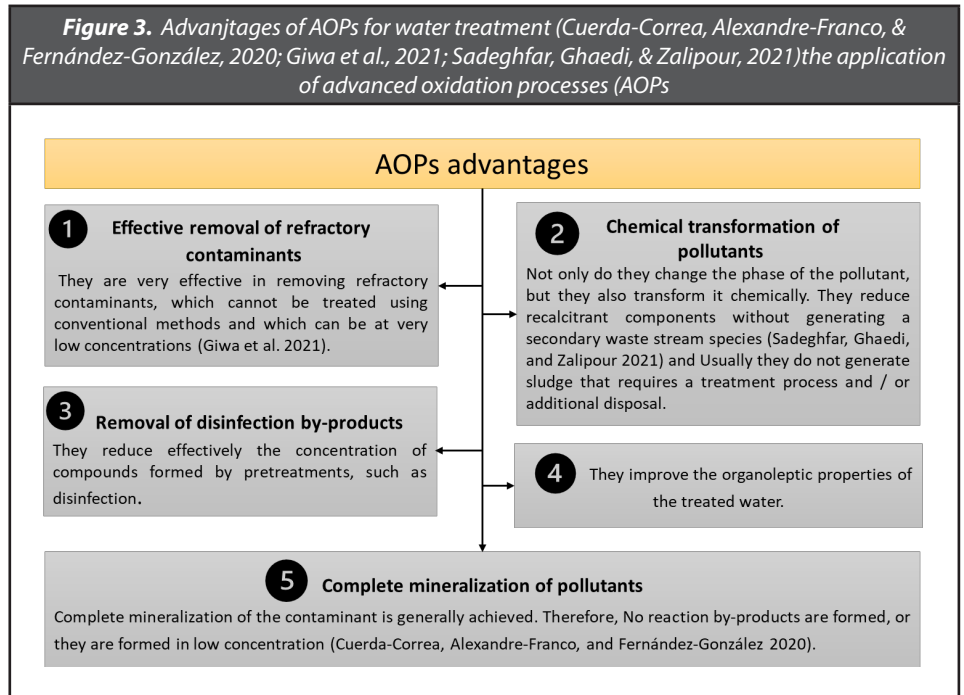 Figure 3. Advanjtages of AOPs for water treatment (Cuerda-Correa, Alexandre-Franco, &
Fernández-González, 2020; Giwa et al., 2021; Sadeghfar, Ghaedi, & Zalipour, 2021)the application
of advanced oxidation processes (AOPs
AOPs advantages
1
Effective removal of refractory
contaminants
They are very effective in removing refractory
contaminants, which cannot be treated using
conventional methods and which can be at very
low concentrations (Giwa et al. 2021).
2
Chemical transformation of
pollutants
Not only do they change the phase of the pollutant,
but they also transform it chemically. They reduce
recalcitrant components without generating a
secondary waste stream species (Sadeghfar, Ghaedi,
and Zalipour 2021) and Usually they do not generate
sludge that requires a treatment process and / or
additional disposal.
3
Removal of disinfection by-products
They reduce effectively the concentration of
compounds formed by pretreatments, such as
disinfection.
4
They improve the organoleptic properties of
the treated water.
5
Complete mineralization of pollutants
Complete mineralization of the contaminant is generally achieved. Therefore, No reaction by-products are formed, or
they are formed in low concentration (Cuerda-Correa, Alexandre-Franco, and Fernández-González 2020).